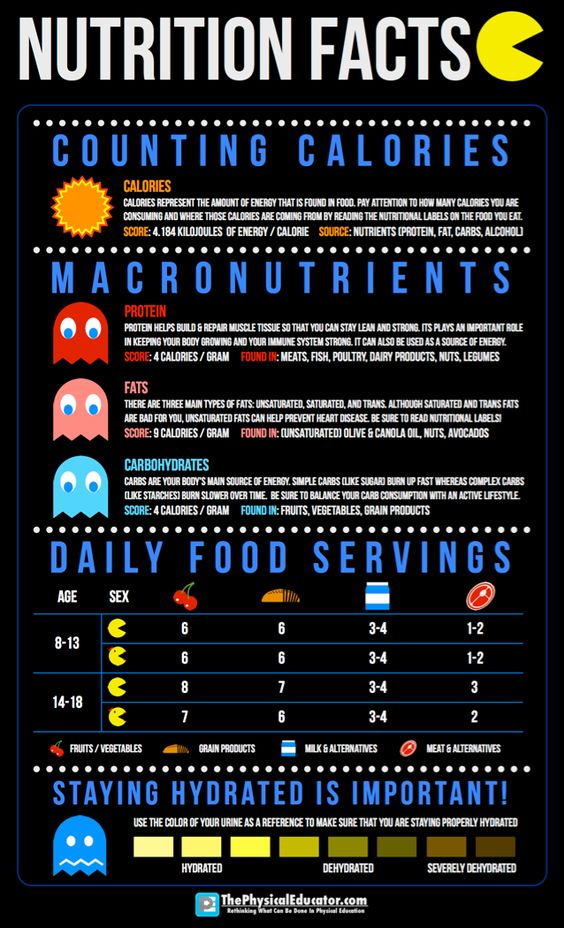 NUTRITION FACTS
COUNTING CALORIES
CALORIES
CALORIES REPRESENT THE AMOUNT OF ENERGY THAT IS FOUND IN FOOD. PAY ATTENTION TO HOW MANY CALORIES YOU ARE
CONSUMING AND WHERE THOSE CALORIES ARE COMING FROM BY READING THE NUTRITIONAL LABELS ON THE FOOD YOU EAT.
SCORE: 4.184 KILOJOULES OF ENERGY / CALORIE SOURCE: NUTRIENTS (PROTEIN, FAT, CARBS, ALCOHOL)
MACRONUTRIENTS
PROTEIN
PROTEIN HELPS BUILD & REPAIR MUSCLE TISSUE SO THAT YOU CAN STAY LEAN AND STRONG. ITS PLAYS AN IMPORTANT ROLE
IN KEEPING YOUR BODY GROWING AND YOUR IMMUNE SYSTEM STRONG. IT CAN ALSO BE USED AS A SOURCE OF ENERGY.
SCORE: 4 CALORIES / GRAM FOUND IN: MEATS, FISH, POULTRY, DAIRY PRODUCTS, NUTS, LEGUMES
FATS
THERE ARE THREE MAIN TYPES OF FATS: UNSATURATED, SATURATED, AND TRANS. ALTHOUGH SATURATED AND TRANS FATS
ARE BAD FOR YOU, UNSATURATED FATS CAN HELP PREVENT HEART DISEASE. BE SURE TO READ NUTRITIONAL LABELS!
SCORE: 9 CALORIES / GRAM FOUND IN: (UNSATURATED) OLIVE & CANOLA OIL, NUTS, AVOCADOS
CARBOHYDRATES
CARBS ARE YOUR BODY'S MAIN SOURCE OF ENERGY. SIMPLE CARBS (LIKE SUGAR) BURN UP FAST WHEREAS COMPLEX CARBS
(LIKE STARCHES) BURN SLOWER OVER TIME. BE SURE TO BALANCE YOUR CARB CONSUMPTION WITH AN ACTIVE LIFESTYLE.
SCORE: 4 CALORIES / GRAM FOUND IN: FRUITS, VEGETABLES, GRAIN PRODUCTS
DAILY FOOD SERVINGS
AGE SEX
8-13
6 6 3-4 1-2
6 6 3-4 1-2
14-18
8 7 3-4 3
7 6 3-4 2
FRUITS / VEGETABLES GRAIN PRODUCTS MILK & ALTERNATIVES MEAT & ALTERNATIVES
STAYING HYDRATED IS IMPORTANT!
USE THE COLOR OF YOUR URINE AS A REFERENCE TO MAKE SURE THAT YOU ARE STAYING PROPERLY HYDRATED
HYDRATED DEHYDRATED SEVERELY DEHYDRATED
ThePhysicalEducator.com
Rethinking What Can Be Done In Physical Education